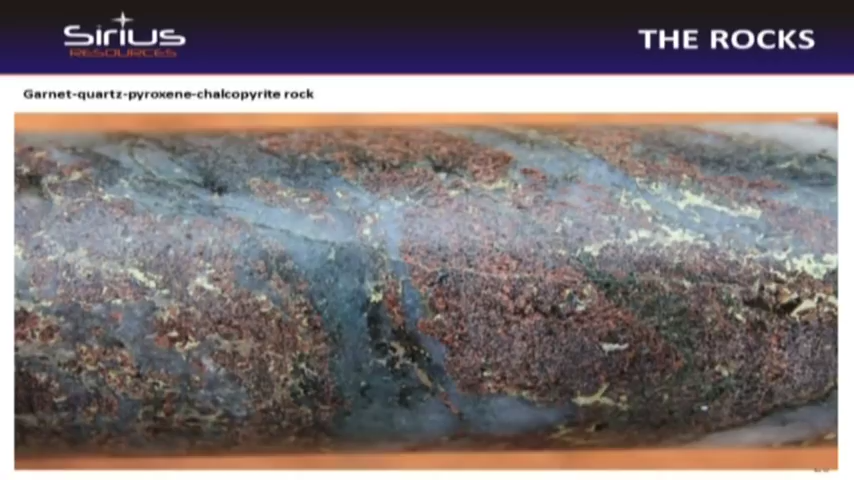 Sirius
RESOURCES
THE ROCKS
Garnet-quartz-pyroxene-chalcopyrite rock